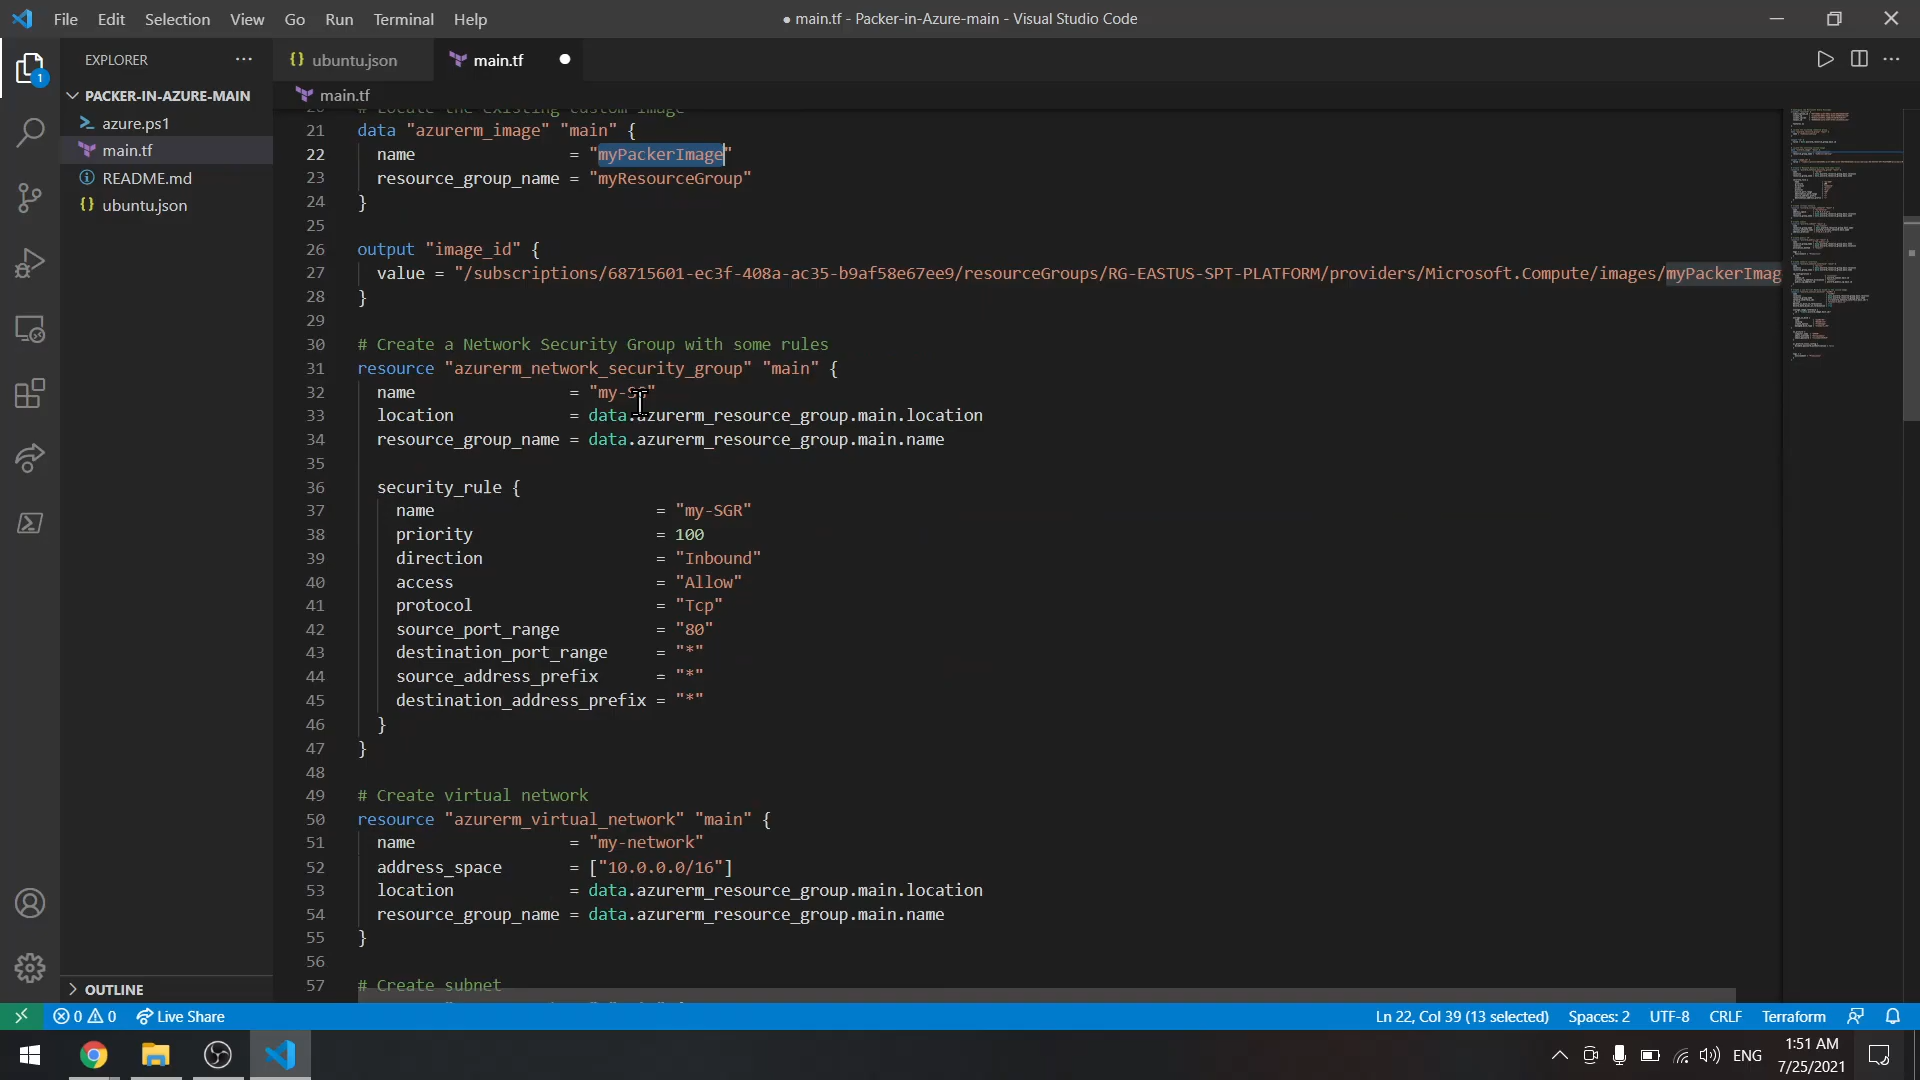 File Edit Selection View Go Run Terminal Help
● main.tf - Packer-in-Azure-main - Visual Studio Code
EXPLORER
ubuntu.json
main.tf
1
PACKER-IN-AZURE-MAIN
azure.ps1
main.tf
README.md
ubuntu.json
OUTLINE
main.tf
20 # Locate the existing custom image
21 data "azurerm_image" "main" {
22 name = "myPackerImage"
23 resource_group_name = "myResourceGroup"
24 }
25
26 output "image_id" {
27 value = "/subscriptions/68715601-ec3f-408a-ac35-b9af58e67ee9/resourceGroups/RG-EASTUS-SPT-PLATFORM/providers/Microsoft.Compute/images/myPackerImag
28 }
29
30 # Create a Network Security Group with some rules
31 resource "azurerm_network_security_group" "main" {
32 name = "my-SG"
33 location = data.azurerm_resource_group.main.location
34 resource_group_name = data.azurerm_resource_group.main.name
35
36 security_rule {
37 name = "my-SGR"
38 priority = 100
39 direction = "Inbound"
40 access = "Allow"
41 protocol = "Tcp"
42 source_port_range = "80"
43 destination_port_range = "*"
44 source_address_prefix = "*"
45 destination_address_prefix = "*"
46 }
47 }
48
49 # Create virtual network
50 resource "azurerm_virtual_network" "main" {
51 name = "my-network"
52 address_space = ["10.0.0.0/16"]
53 location = data.azurerm_resource_group.main.location
54 resource_group_name = data.azurerm_resource_group.main.name
55 }
56
57 # Create subnet
0 0 Live Share
Ln 22, Col 39 (13 selected) Spaces: 2 UTF-8 CRLF Terraform
ENG
1:51 AM
7/25/2021